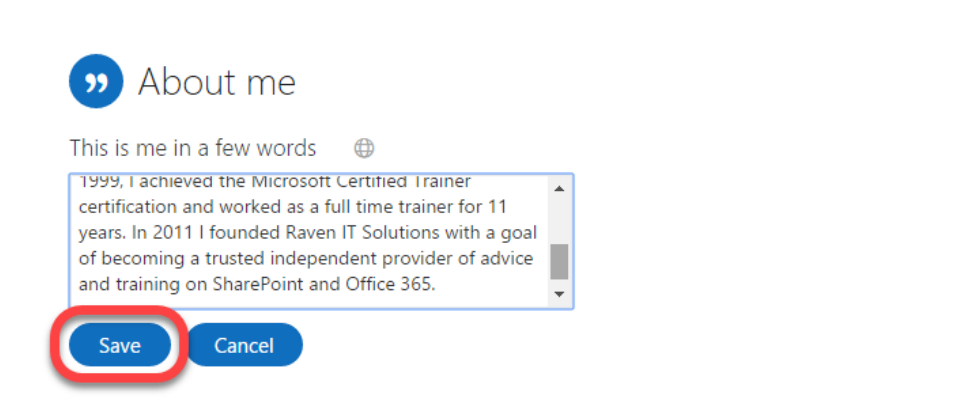 About me
This is me in a few words
1999, I achieved the Microsoft Certified Trainer
certification and worked as a full time trainer for 11
years. In 2011 I founded Raven IT Solutions with a goal
of becoming a trusted independent provider of advice
and training on SharePoint and Office 365.
Save Cancel